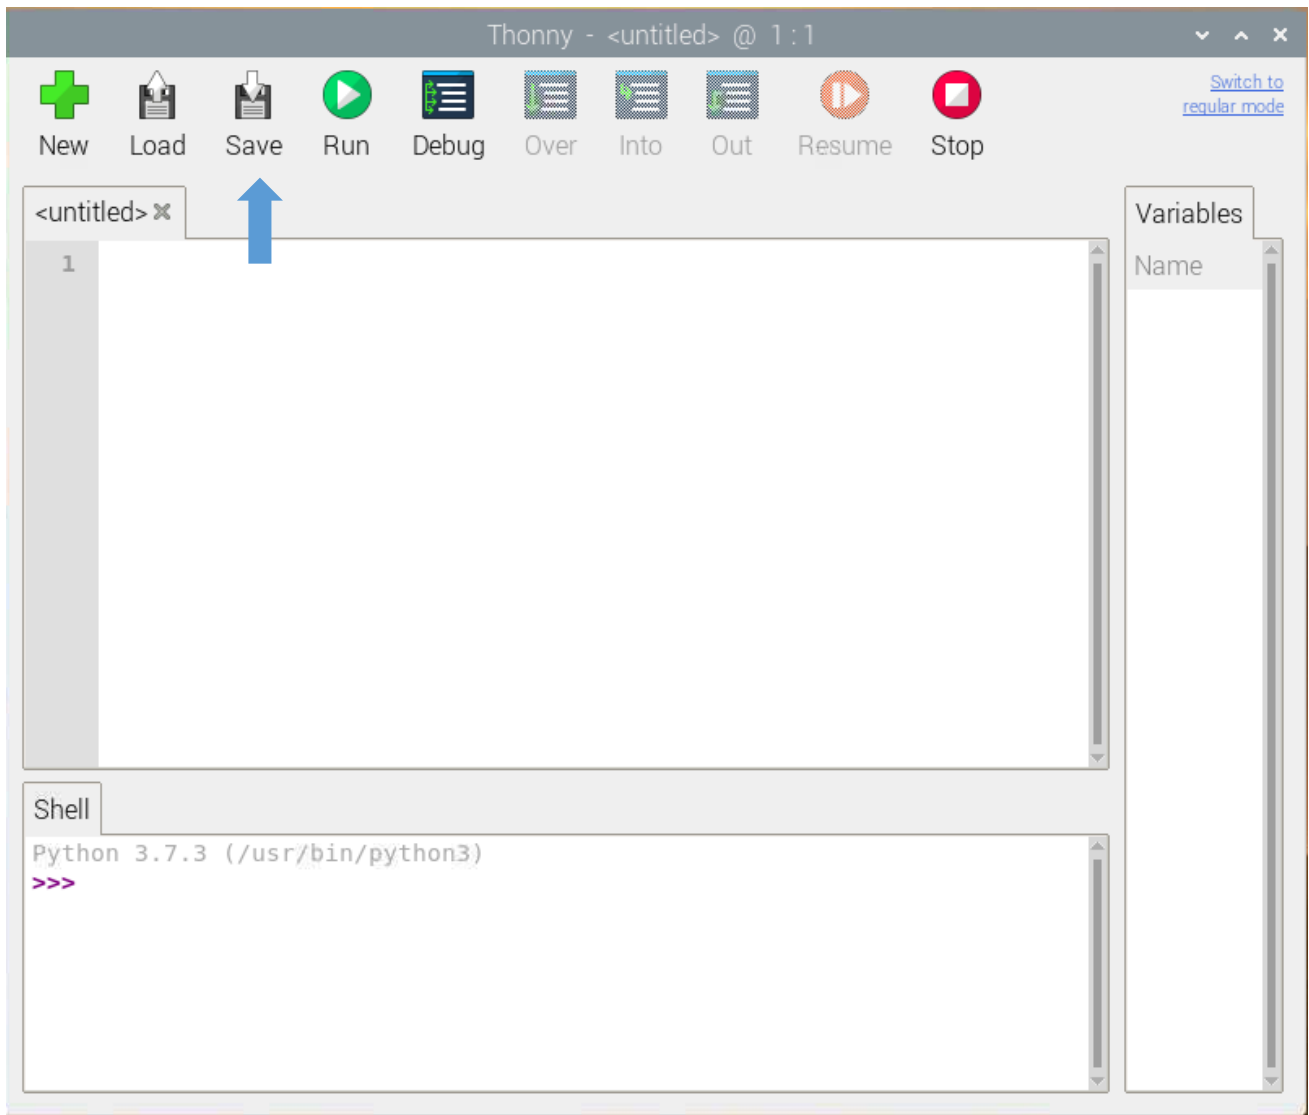 Thonny - <untitled> @ 1:1
Switch to
regular mode
New Load Save Run Debug Over Into Out Resume Stop
<untitled>
Variables
1
Name
Shell
Python 3.7.3 (/usr/bin/python3)
>>>